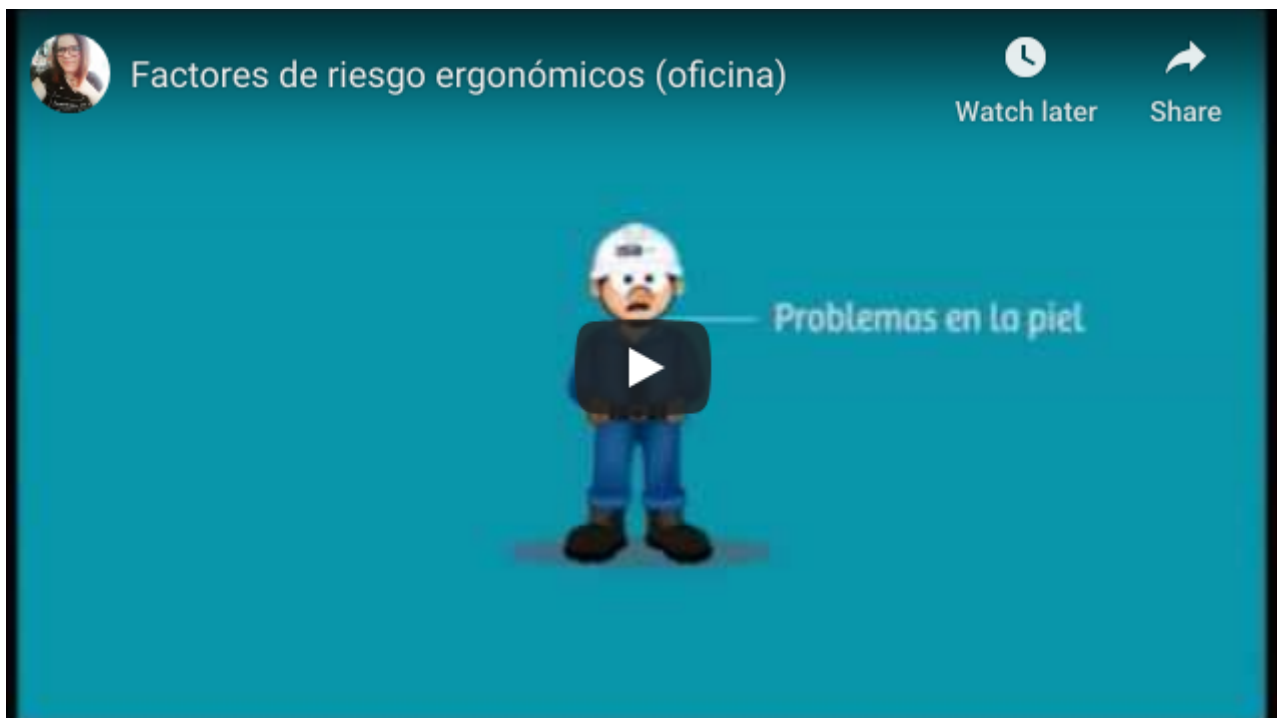 Factores de riesgo ergonómicos (oficina)
Watch later
Share
Problemas en la piel